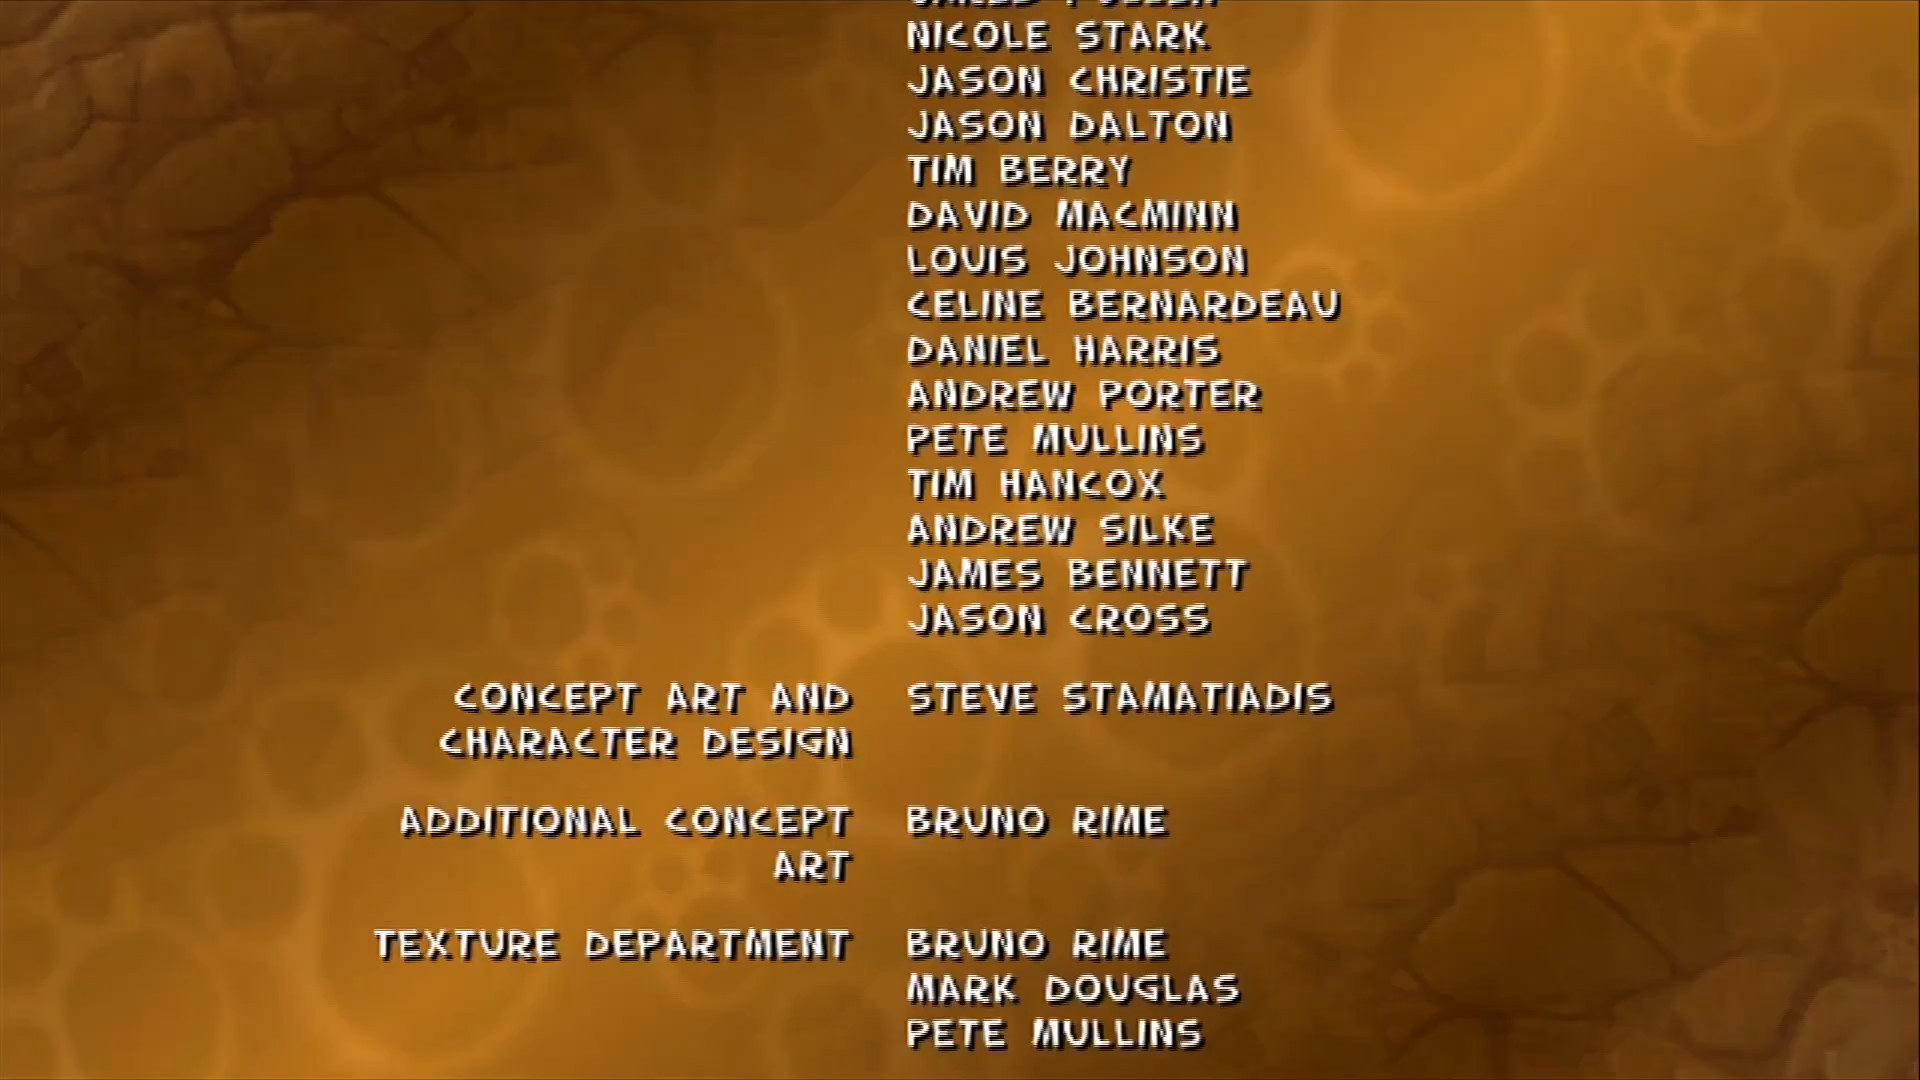 NICOLE STARK
JASON CHRISTIE
JASON DALTON
TIM BERRY
DAVID MACMINN
LOUIS JOHNSON
CELINE BERNARDEAU
DANIEL HARRIS
ANDREW PORTER
PETE MULLINS
TIM HANCOX
ANDREW SILKE
JAMES BENNETT
JASON CROSS
CONCEPT ART AND STEVE STAMATIADIS
CHARACTER DESIGN
ADDITIONAL CONCEPT BRUNO RIME
ART
TEXTURE DEPARTMENT BRUNO RIME
MARK DOUGLAS
PETE MULLINS